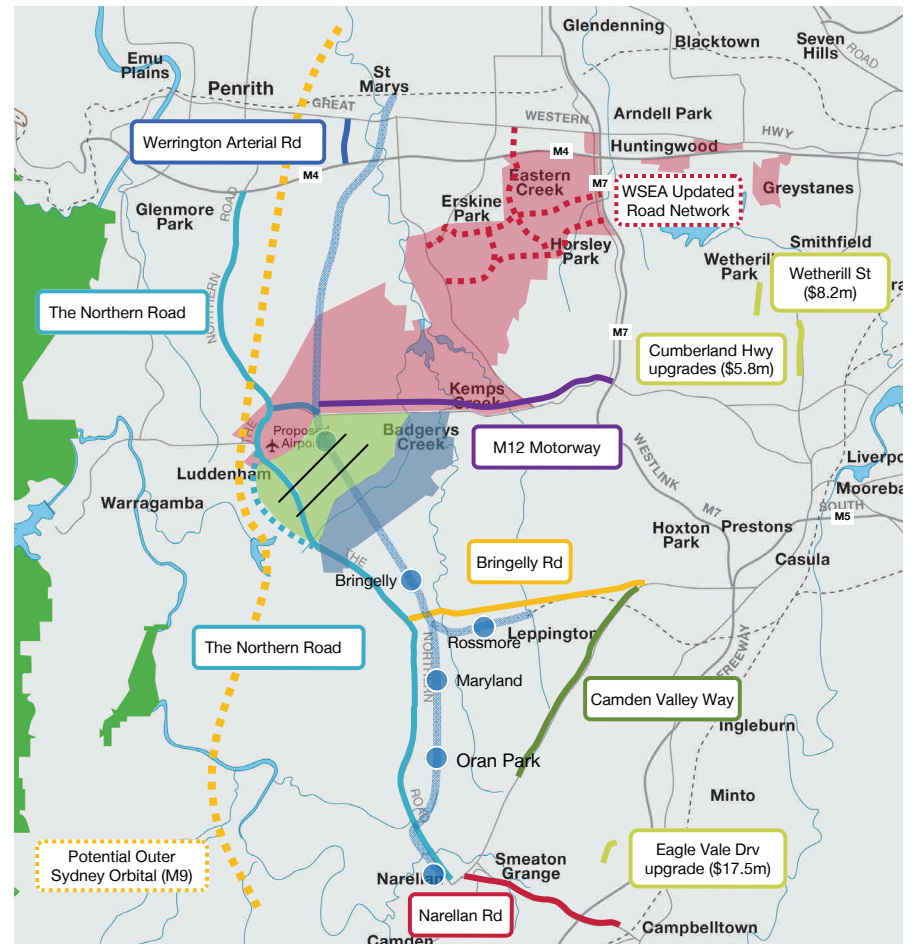 Glendenning
Blacktown
Seven
Hills
ROAD
Emu
Plains
St
Marys
Penrith
GREAT
WESTERN
HWY
Arndell Park
Werrington Arterial Rd
Huntingwood
M4
M4
Eastern
Creek
M7
WSEA Updated
Road Network
Greystanes
Glenmore
Park
ROAD
Erskine
Park
Horsley
Park
Smithfield
Wetherill
Park
Wetherill St
($8.2m)
The Northern Road
NORTHERN
M7
Cumberland Hwy
upgrades ($5.8m)
Kemps
Creek
THE
Proposed
Airport
Badgerys
Creek
M12 Motorway
WESTLINK
M7
Luddenham
Liverpo
Mooreba
SOUTH
M5
Warragamba
Hoxton
Park
Prestons
Casula
THE
Bringelly Rd
Bringelly
Rossmore
Leppington
The Northern Road
NORTHERN
Maryland
FREEWAY
Camden Valley Way
Ingleburn
Oran Park
Minto
ROAD
Potential Outer
Sydney Orbital (M9)
Smeaton
Grange
Eagle Vale Drv
upgrade ($17.5m)
Narellan
Narellan Rd
Campbelltown
Camden